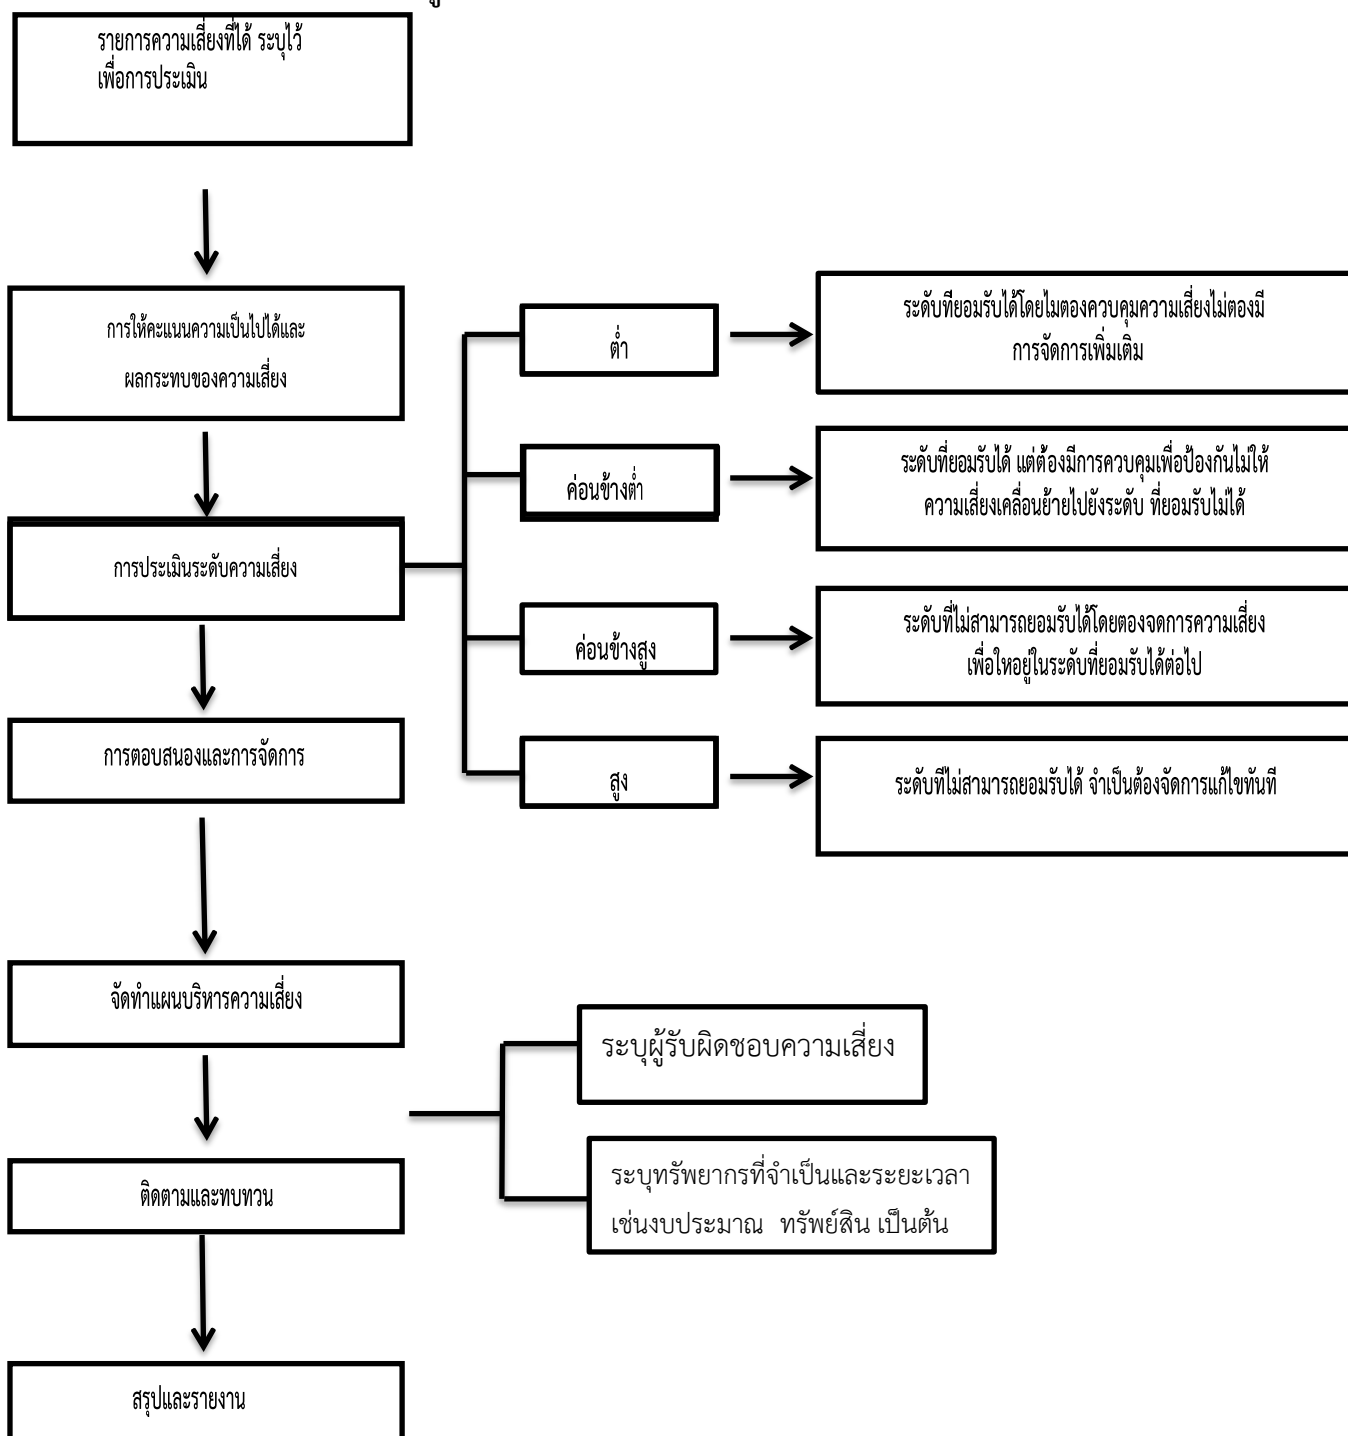 รายการความเสี่ยงที่ได้ ระบุไว้
เพื่อการประเมิน
การให้คะแนนความเป็นไปได้และ
ผลกระทบของความเสี่ยง
การประเมินระดับความเสี่ยง
การตอบสนองและการจัดการ
จัดทำแผนบริหารความเสี่ยง
ติดตามและทบทวน
สรุปและรายงาน
ต่ำ
ระดับที่ยอมรับได้โดยไมตองควบคุมความเสี่ยงไม่ตองมี
การจัดการเพิ่มเติม
ค่อนข้างต่ำ
ระดับที่ยอมรับได้ แต่ต้องมีการควบคุมเพื่อป้องกันไม่ให้
ความเสี่ยงเคลื่อนย้ายไปยังระดับ ที่ยอมรับไม่ได้
ค่อนข้างสูง
ระดับที่ไม่สามารถยอมรับได้โดยตองจดการความเสี่ยง
เพื่อใหอยู่ในระดับที่ยอมรับได้ต่อไป
สูง
ระดับที่ไม่สามารถยอมรับได้ จำเป็นต้องจัดการแก้ไขทันที
ระบุผู้รับผิดชอบความเสี่ยง
ระบุทรัพยากรที่จำเป็นและระยะเวลา
เช่นงบประมาณ ทรัพย์สิน เป็นต้น